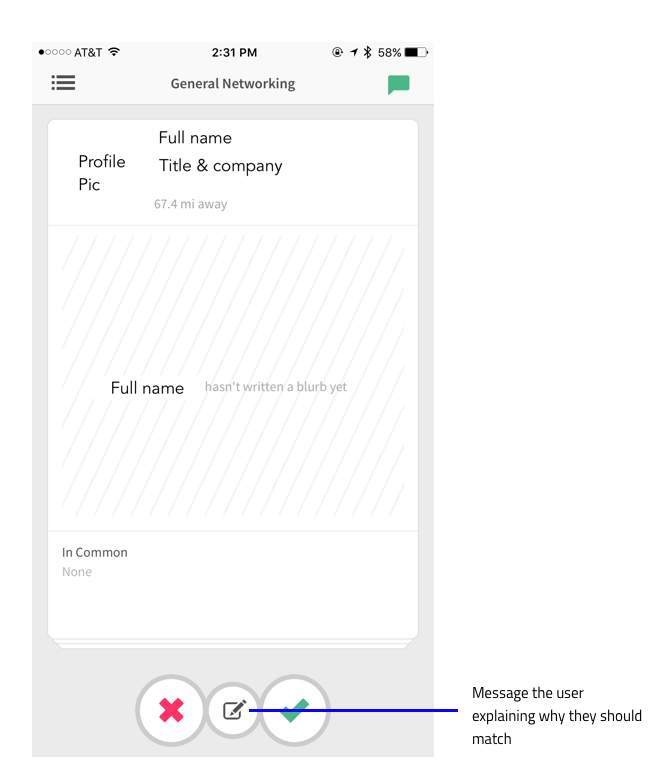 AT&T 2:31 PM 58%
General Networking
Full name
Profile
Pic
Title & company
67.4 mi away
Full name hasn't written a blurb yet
In Common
None
Message the user
explaining why they should
match